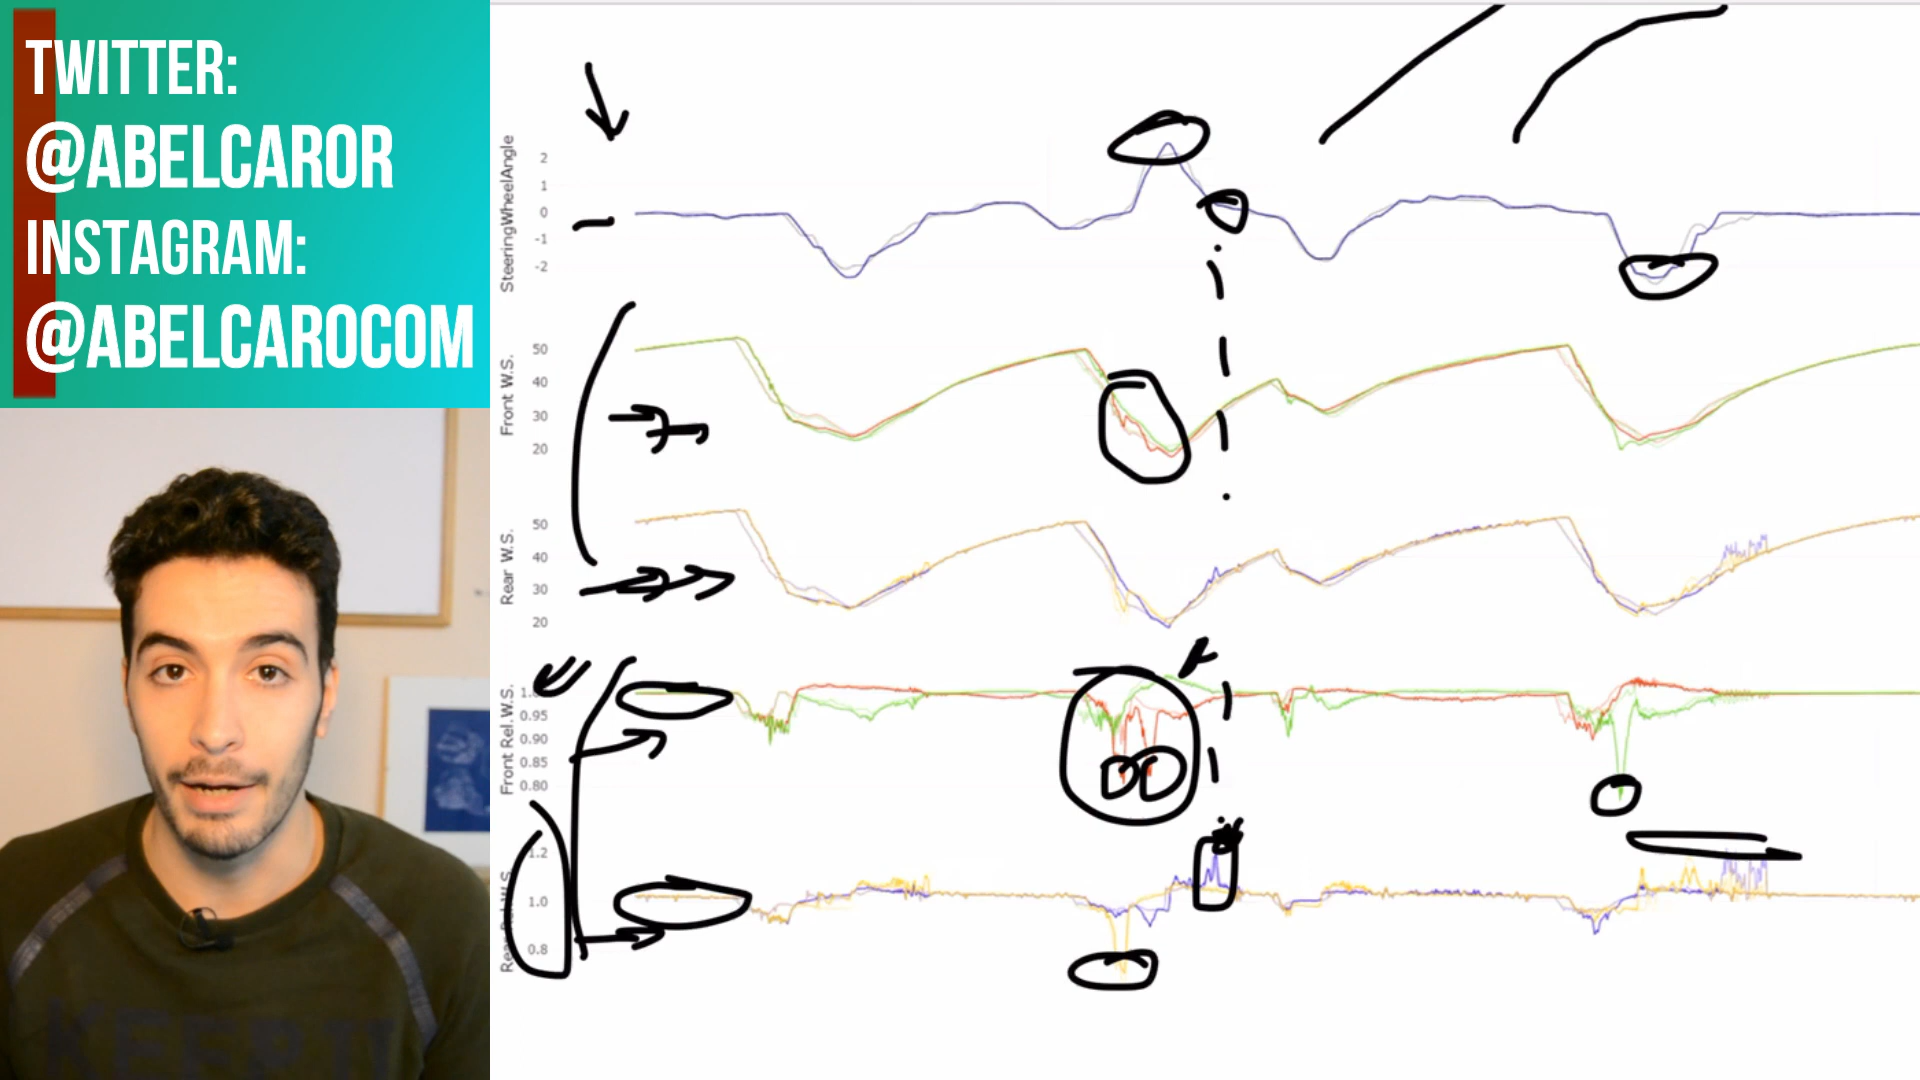 TWITTER:
@ABELCAROR
INSTAGRAM:
@ABELCAROCOM
SteeringWheelAngle
2
1
0
-1
-2
Front W.S.
50
40
30
20
Rear W.S.
50
40
30
20
Front Rel.W.S.
0.95
0.90
0.85
0.80
1.2
1.0
0.8